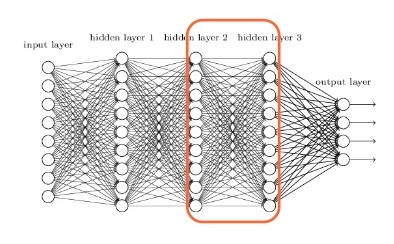 input layer
hidden layer 1
hidden layer 2
hidden layer 3
output layer